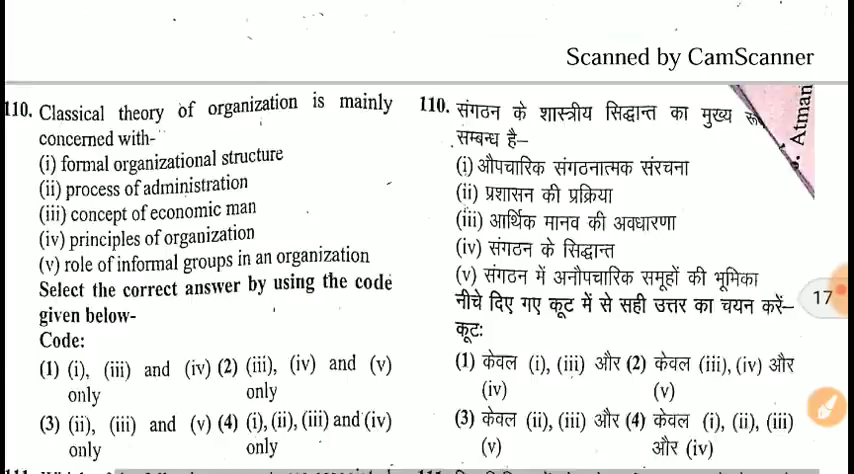 Scanned by CamScanner
110. Classical theory of organization is mainly
concerned with-
(i) formal organizational structure
(ii) process of administration
(iii) concept of economic man
(iv) principles of organization
(v) role of informal groups in an organization
Select the correct answer by using the code
given below-
Code:
(1) (i), (iii) and (iv) (2) (iii), (iv) and (v)
only only
(3) (ii), (iii) and (v) (4) (i), (ii), (iii) and (iv)
only only
110. संगठन के शास्त्रीय सिद्धान्त का मुख्य
सम्बन्ध है–
(i) औपचारिक संगठनात्मक संरचना
(ii) प्रशासन की प्रक्रिया
(iii) आर्थिक मानव की अवधारणा
(iv) संगठन के सिद्धान्त
(v) संगठन में अनौपचारिक समूहों की भूमिका
नीचे दिए गए कूट में से सही उत्तर का चयन करें–
कूट:
(1) केवल (i), (iii) और (2) केवल (iii), (iv) और
(iv) (v)
(3) केवल (ii), (iii) और (4) केवल (i), (ii), (iii)
(v) और (iv)
Atman
17